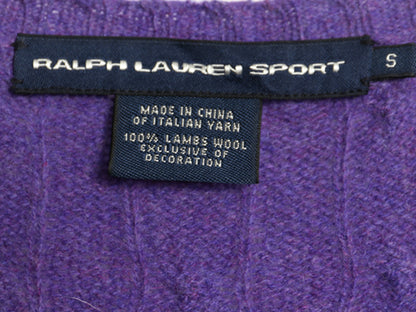 RALPH LAUREN SPORT
S
MADE IN CHINA
OF ITALIAN YARN
100% LAMBS WOOL
EXCLUSIVE OF
DECORATION